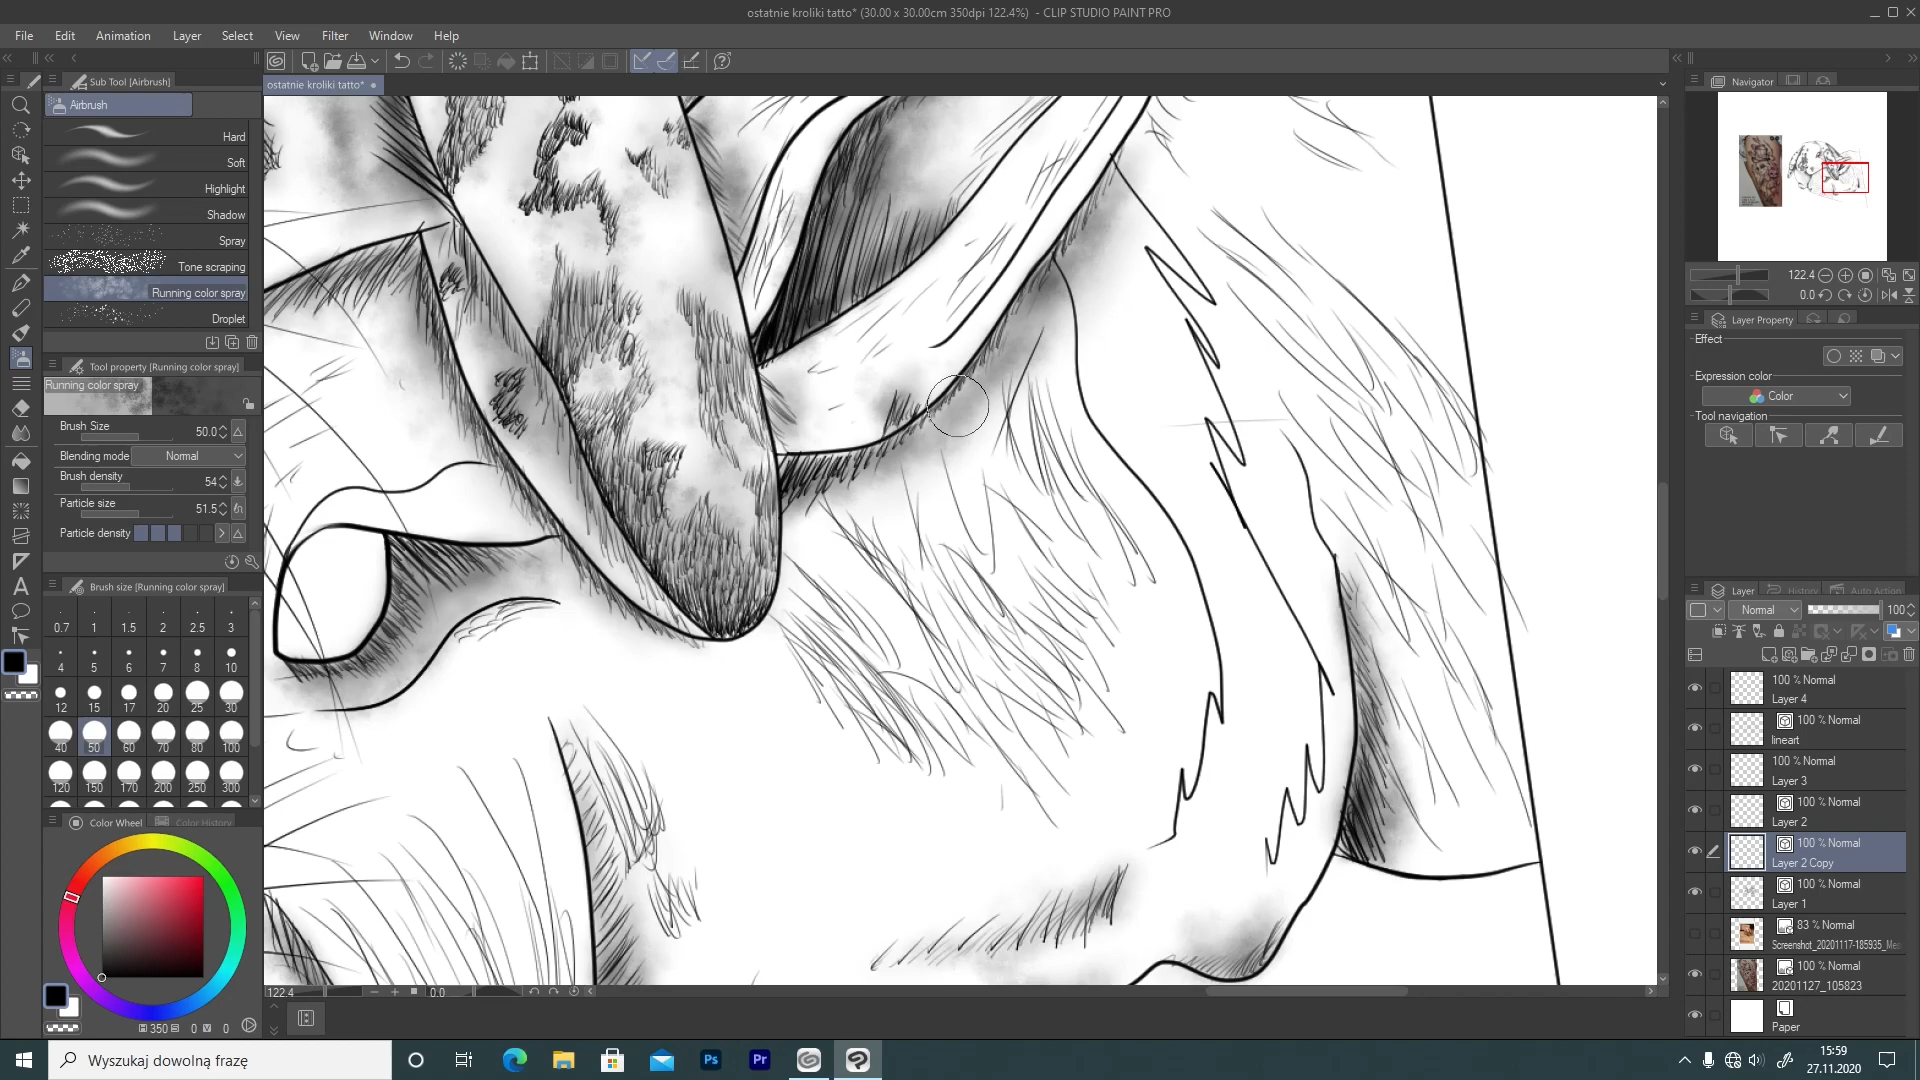 ostatnie kroliki tatto* (30.00 x 30.00cm 350dpi 122.4%) - CLIP STUDIO PAINT PRO
File Edit Animation Layer Select View Filter Window Help
Sub Tool [Airbrush]
Airbrush
Hard
Soft
Highlight
Shadow
Spray
Tone scraping
Running color spray
Droplet
Tool property [Running color spray]
Running color spray
Brush Size 50.0
Blending mode Normal
Brush density 54
Particle size 51.5
Particle density
Brush size [Running color spray]
0.7 1 1.5 2 2.5 3
4 5 6 7 8 10
12 15 17 20 25 30
40 50 60 70 80 100
120 150 170 200 250 300
Color Wheel Color History
H 350 S 0 V 0
ostatnie kroliki tatto*
122.4 0.0
Navigator
122.4
0.0
Layer Property
Effect
Expression color
Color
Tool navigation
Layer History Auto Action
Normal 100
100 % Normal
Layer 4
100 % Normal
lineart
100 % Normal
Layer 3
100 % Normal
Layer 2
100 % Normal
Layer 2 Copy
100 % Normal
Layer 1
83 % Normal
Screenshot_20201117-185935_Mes
100 % Normal
20201127_105823
Paper
Wyszukaj dowolną frazę
Ps
Pr
15:59
27.11.2020